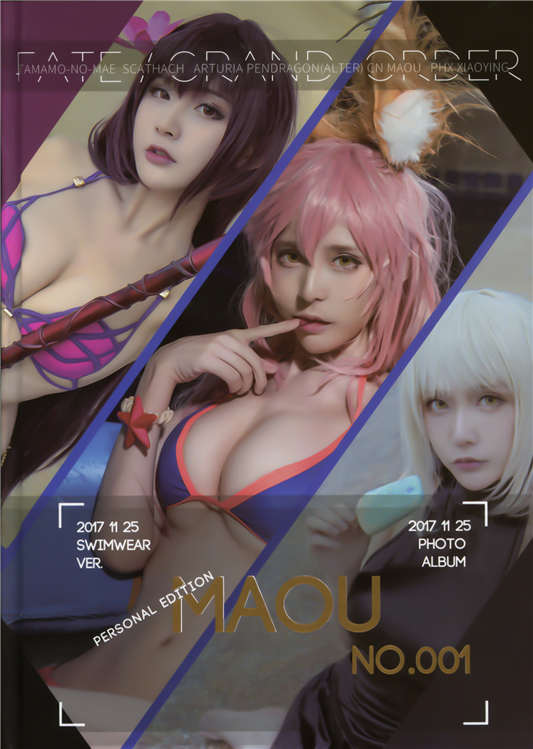 FATE/GRAND ORDER
TAMAMO-NO-MAE SCATHACH ARTURIA PENDRAGON(ALTER) CN MAOU PHX XIAOYING
2017 11 25
SWIMWEAR
VER.
2017 11 25
PHOTO
ALBUM
PERSONAL EDITION
MAOU
NO.001